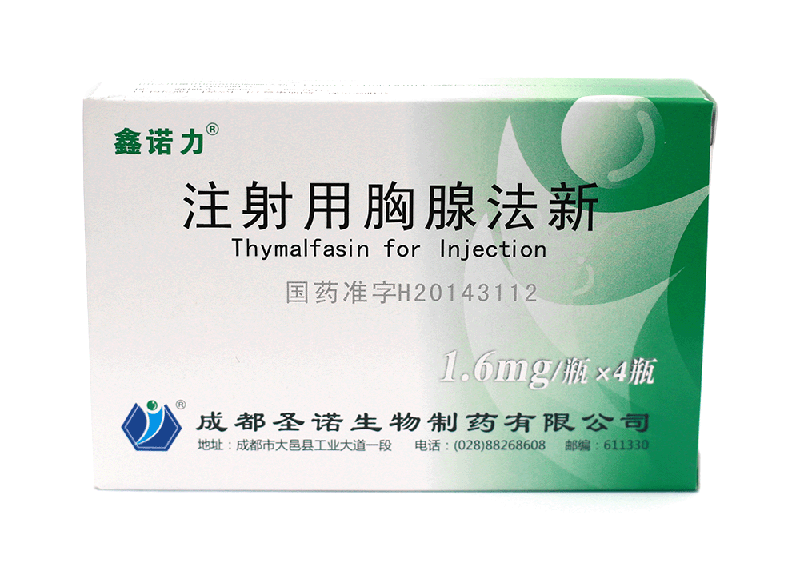 鑫诺力®
注射用胸腺法新
Thymalfasin for Injection
国药准字H20143112
1.6mg/瓶×4瓶
®
成都圣诺生物制药有限公司
地址：成都市大邑县工业大道一段 电话：(028)88268608 邮编：611330